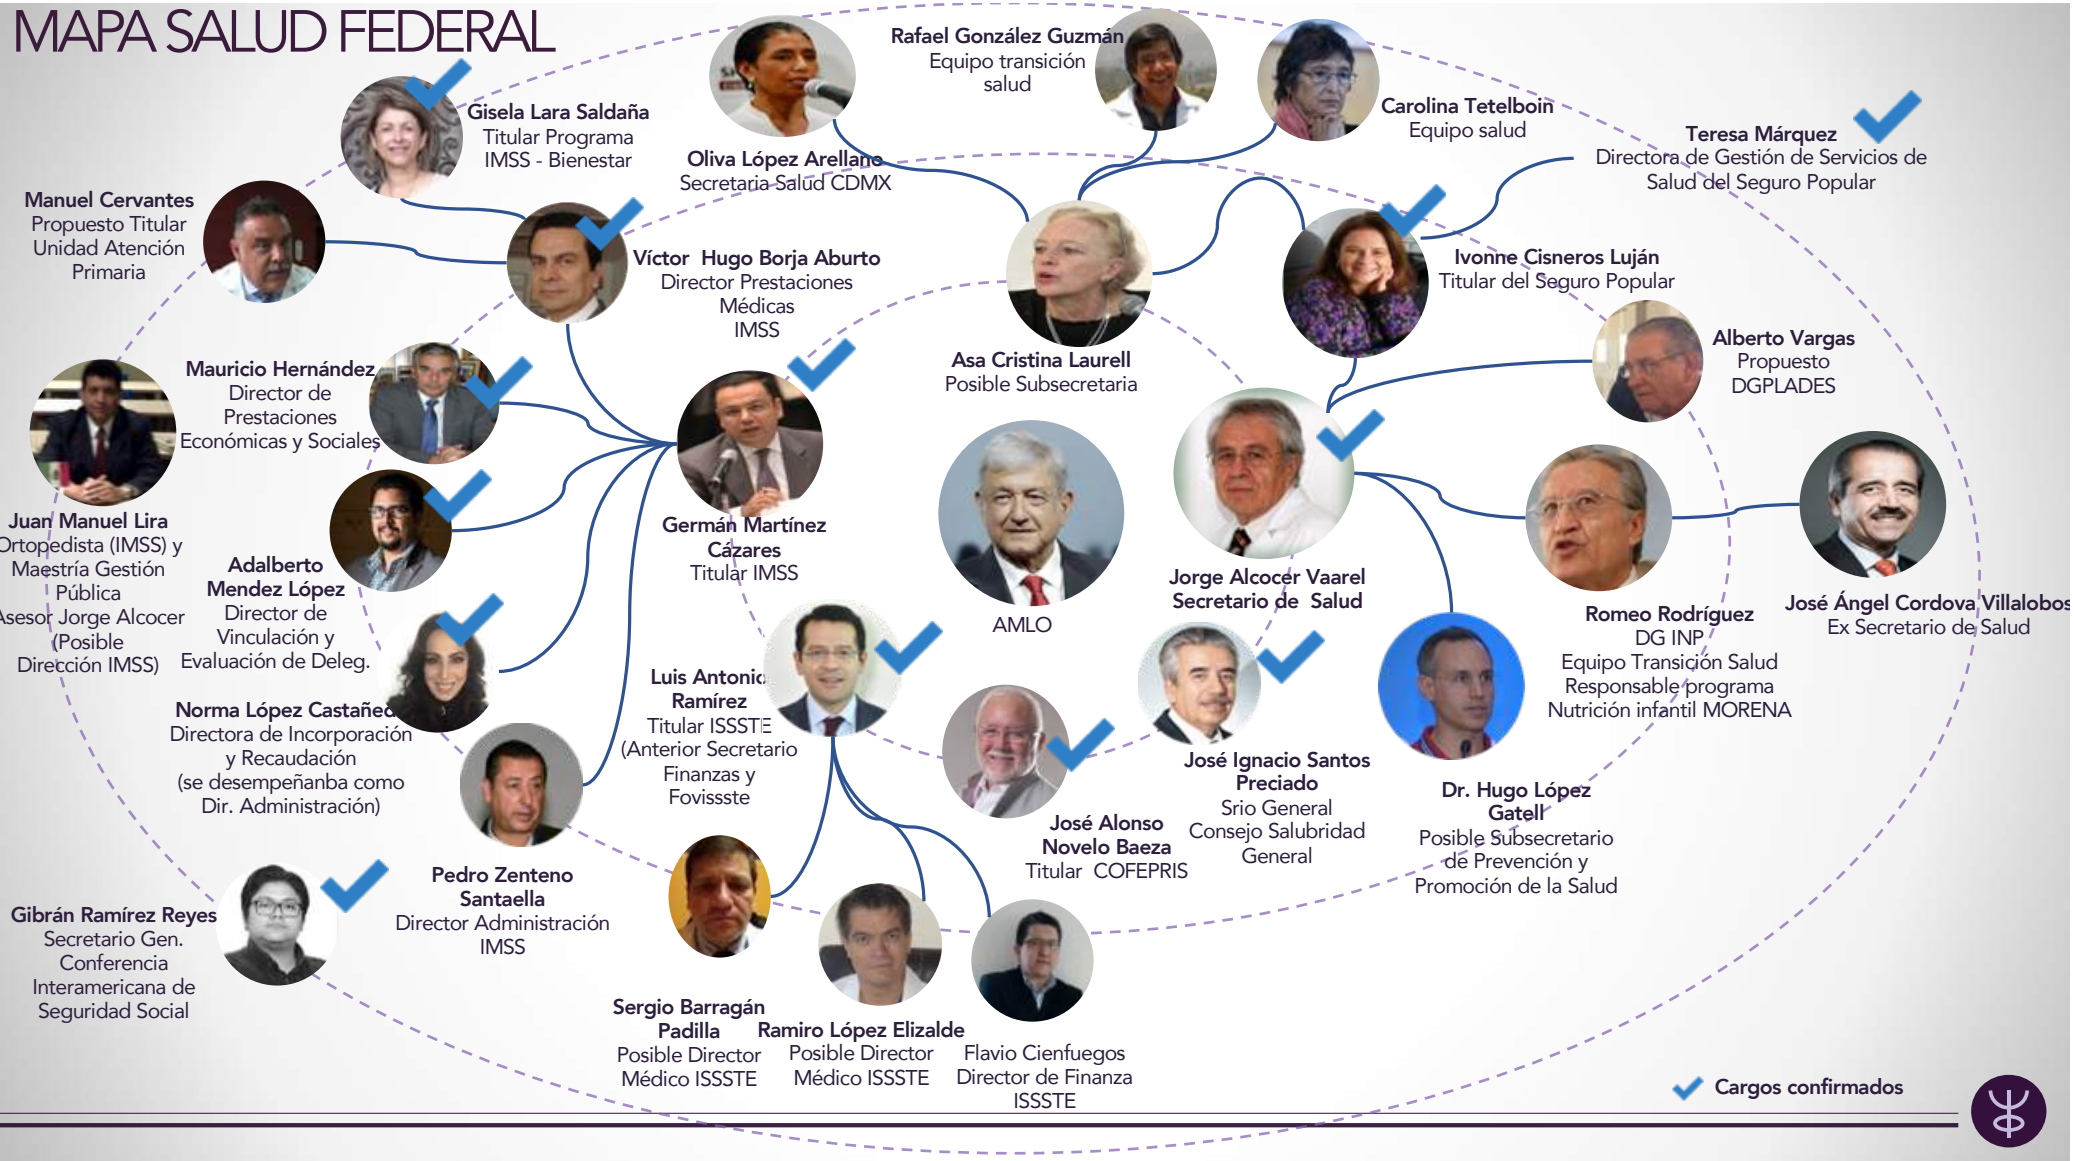 MAPA SALUD FEDERAL
Gisela Lara Saldaña
Titular Programa
IMSS - Bienestar
Oliva López Arellano
Secretaria Salud CDMX
Rafael González Guzmán
Equipo transición
salud
Carolina Tetelboin
Equipo salud
Teresa Márquez
Directora de Gestión de Servicios de
Salud del Seguro Popular
Manuel Cervantes
Propuesto Titular
Unidad Atención
Primaria
Víctor Hugo Borja Aburto
Director Prestaciones
Médicas
IMSS
Asa Cristina Laurell
Posible Subsecretaria
Ivonne Cisneros Luján
Titular del Seguro Popular
Alberto Vargas
Propuesto
DGPLADES
Mauricio Hernández
Director de
Prestaciones
Económicas y Sociales
Juan Manuel Lira
Ortopedista (IMSS) y
Maestría Gestión
Pública
Asesor Jorge Alcocer
(Posible
Dirección IMSS)
Adalberto
Mendez López
Director de
Vinculación y
Evaluación de Deleg.
Germán Martínez
Cázares
Titular IMSS
AMLO
Jorge Alcocer Vaarel
Secretario de Salud
Romeo Rodríguez
DG INP
Equipo Transición Salud
Responsable programa
Nutrición infantil MORENA
José Ángel Cordova Villalobos
Ex Secretario de Salud
Norma López Castañed
Directora de Incorporación
y Recaudación
(se desempeñanba como
Dir. Administración)
Luis Antonio
Ramírez
Titular ISSSTE
(Anterior Secretario
Finanzas y
Fovissste
José Alonso
Novelo Baeza
Titular COFEPRIS
José Ignacio Santos
Preciado
Srio General
Consejo Salubridad
General
Dr. Hugo López
Gatell
Posible Subsecretario
de Prevención y
Promoción de la Salud
Pedro Zenteno
Santaella
Director Administración
IMSS
Gibrán Ramírez Reyes
Secretario Gen.
Conferencia
Interamericana de
Seguridad Social
Sergio Barragán
Padilla
Posible Director
Médico ISSSTE
Ramiro López Elizalde
Posible Director
Médico ISSSTE
Flavio Cienfuegos
Director de Finanza
ISSSTE
Cargos confirmados